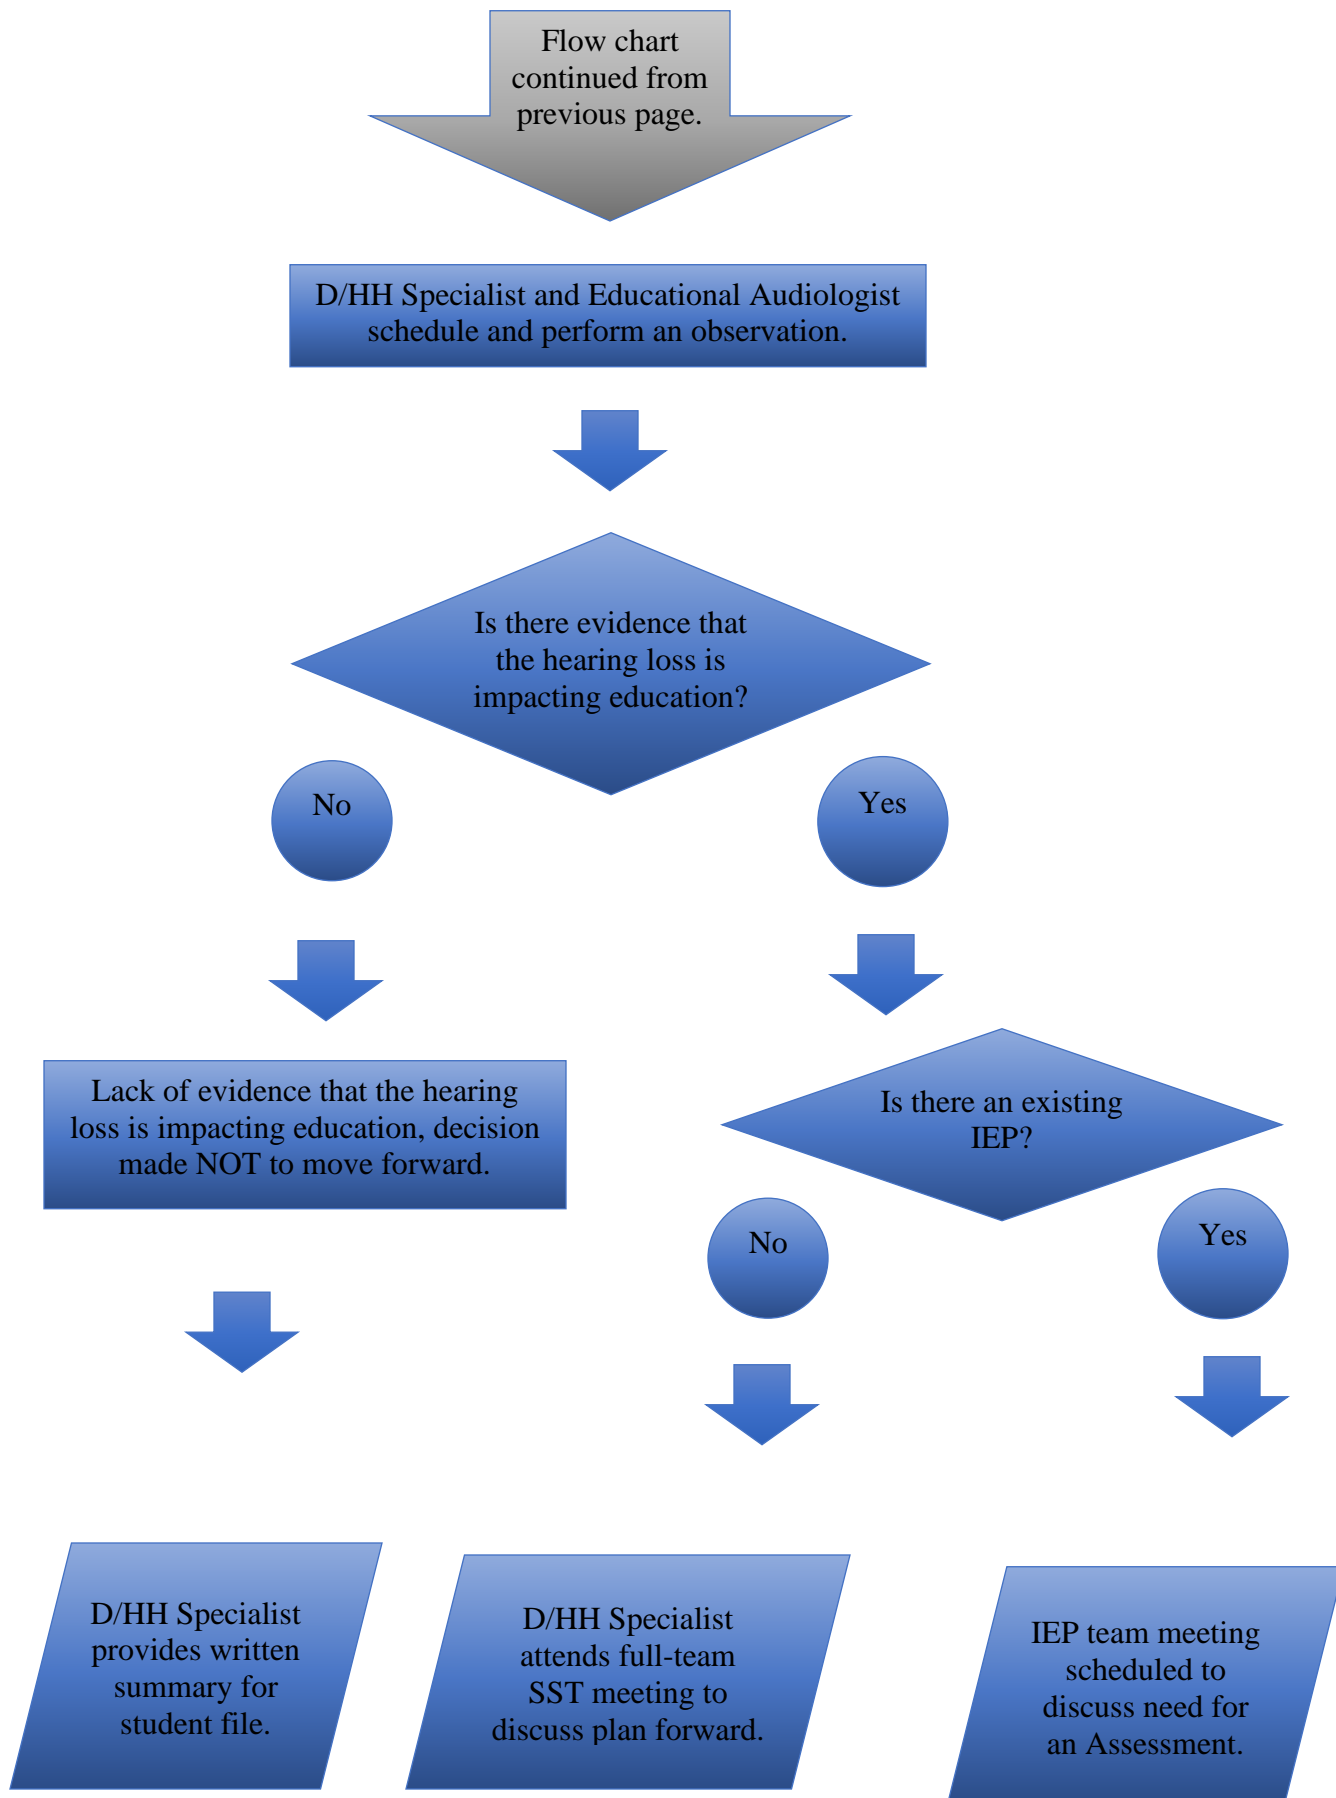 Flow chart
continued from
previous page.
D/HH Specialist and Educational Audiologist
schedule and perform an observation.
Is there evidence that
the hearing loss is
impacting education?
No
Yes
Lack of evidence that the hearing
loss is impacting education, decision
made NOT to move forward.
Is there an existing
IEP?
No
Yes
D/HH Specialist
provides written
summary for
student file.
D/HH Specialist
attends full-team
SST meeting to
discuss plan forward.
IEP team meeting
scheduled to
discuss need for
an Assessment.